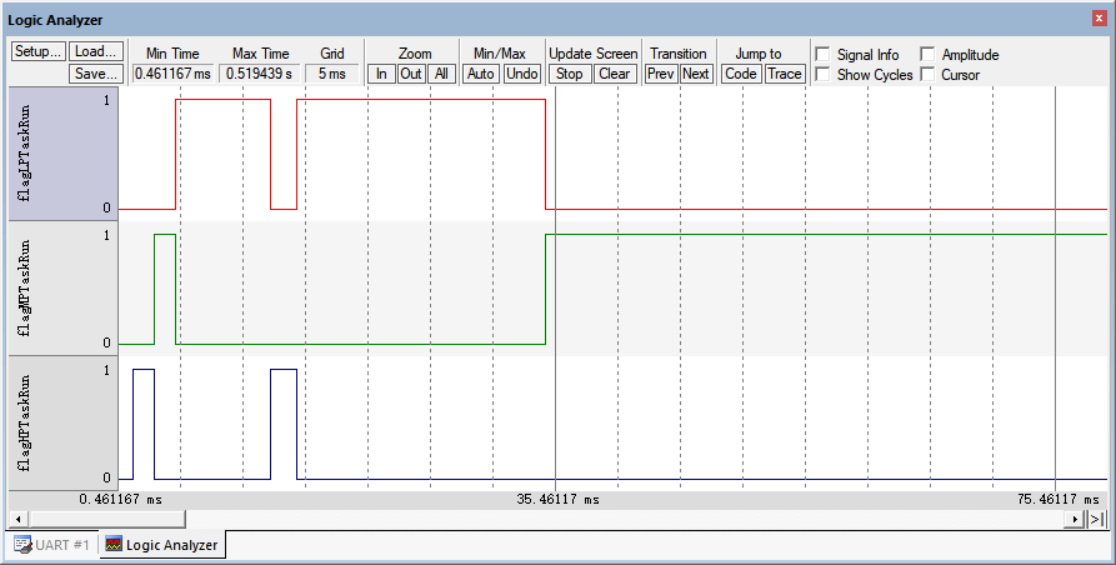 Logic Analyzer
Setup... Load... Min Time Max Time Grid Zoom Min/Max Update Screen Transition Jump to Signal Info Amplitude
Save... 0.461167 ms 0.519439 s 5 ms In Out All Auto Undo Stop Clear Prev Next Code Trace Show Cycles Cursor
1
flagLPTaskRun
0
1
flagMPTaskRun
0
1
flagHPTaskRun
0
0.461167 ms 35.46117 ms 75.46117 ms
UART #1 Logic Analyzer